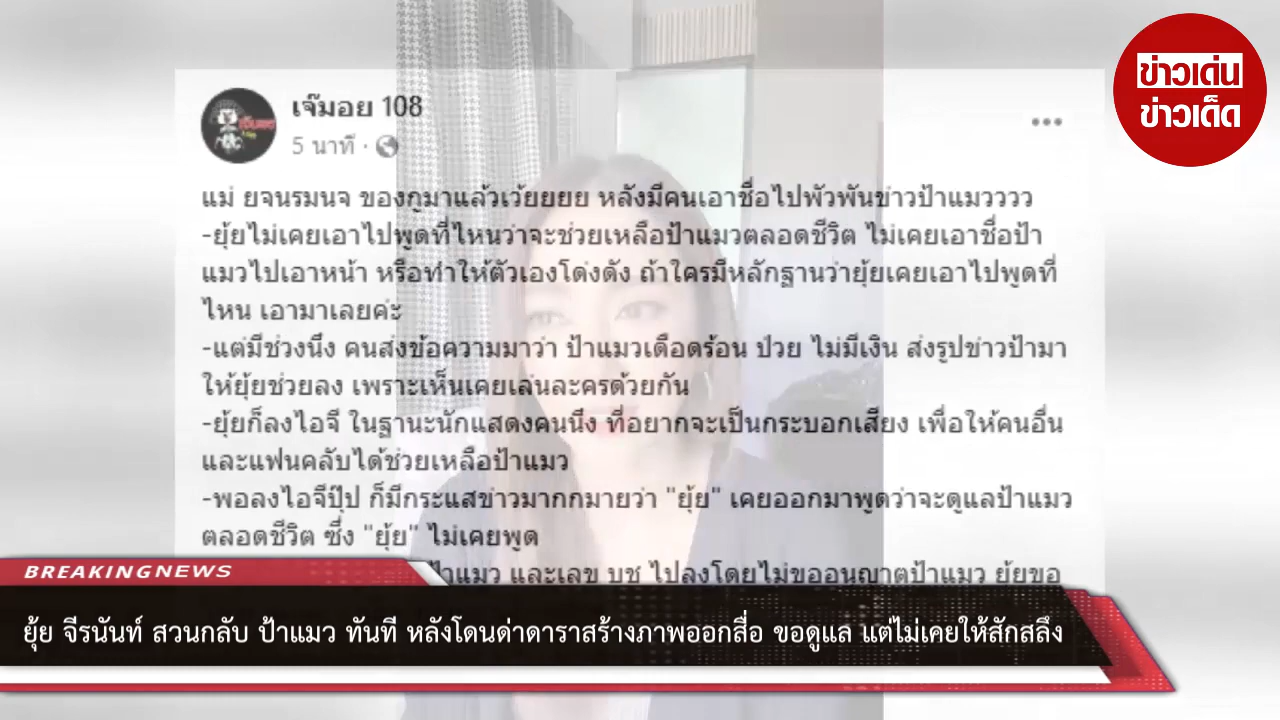 ข่าวเด่น
ข่าวเด็ด
เจ๊มอย 108
5 นาที ·
แม่ ยจนรมนจ ของกูมาแล้วเว้ยยยย หลังมีคนเอาชื่อไปพัวพันข่าวป้าแมวววว
-ยุ้ยไม่เคยเอาไปพูดที่ไหนว่าจะช่วยเหลือป้าแมวตลอดชีวิต ไม่เคยเอาชื่อป้า
แมวไปเอาหน้า หรือทำให้ตัวเองโด่งดัง ถ้าใครมีหลักฐานว่ายุ้ยเคยเอาไปพูดที่
ไหน เอามาเลยค่ะ
-แต่มีช่วงนึง คนส่งข้อความมาว่า ป้าแมวเดือดร้อน ป่วย ไม่มีเงิน ส่งรูปข่าวป้ามา
ให้ยุ้ยช่วยลง เพราะเห็นเคยเล่นละครด้วยกัน
-ยุ้ยก็ลงไอจี ในฐานะนักแสดงคนนึง ที่อยากจะเป็นกระบอกเสียง เพื่อให้คนอื่น
และแฟนคลับได้ช่วยเหลือป้าแมว
-พอลงไอจีปุ๊ป ก็มีกระแสข่าวมากกมายว่า "ยุ้ย" เคยออกมาพูดว่าจะดูแลป้าแมว
ตลอดชีวิต ซึ่ง "ยุ้ย" ไม่เคยพูด
ป้าแมว และเลข บช ไปลงโดยไม่ขออนุญาตป้าแมว ยุ้ยขอ
BREAKINGNEWS
ยุ้ย จีรนันท์ สวนกลับ ป้าแมว ทันที หลังโดนด่าดาราสร้างภาพออกสื่อ ขอดูแล แต่ไม่เคยให้สักสลึง